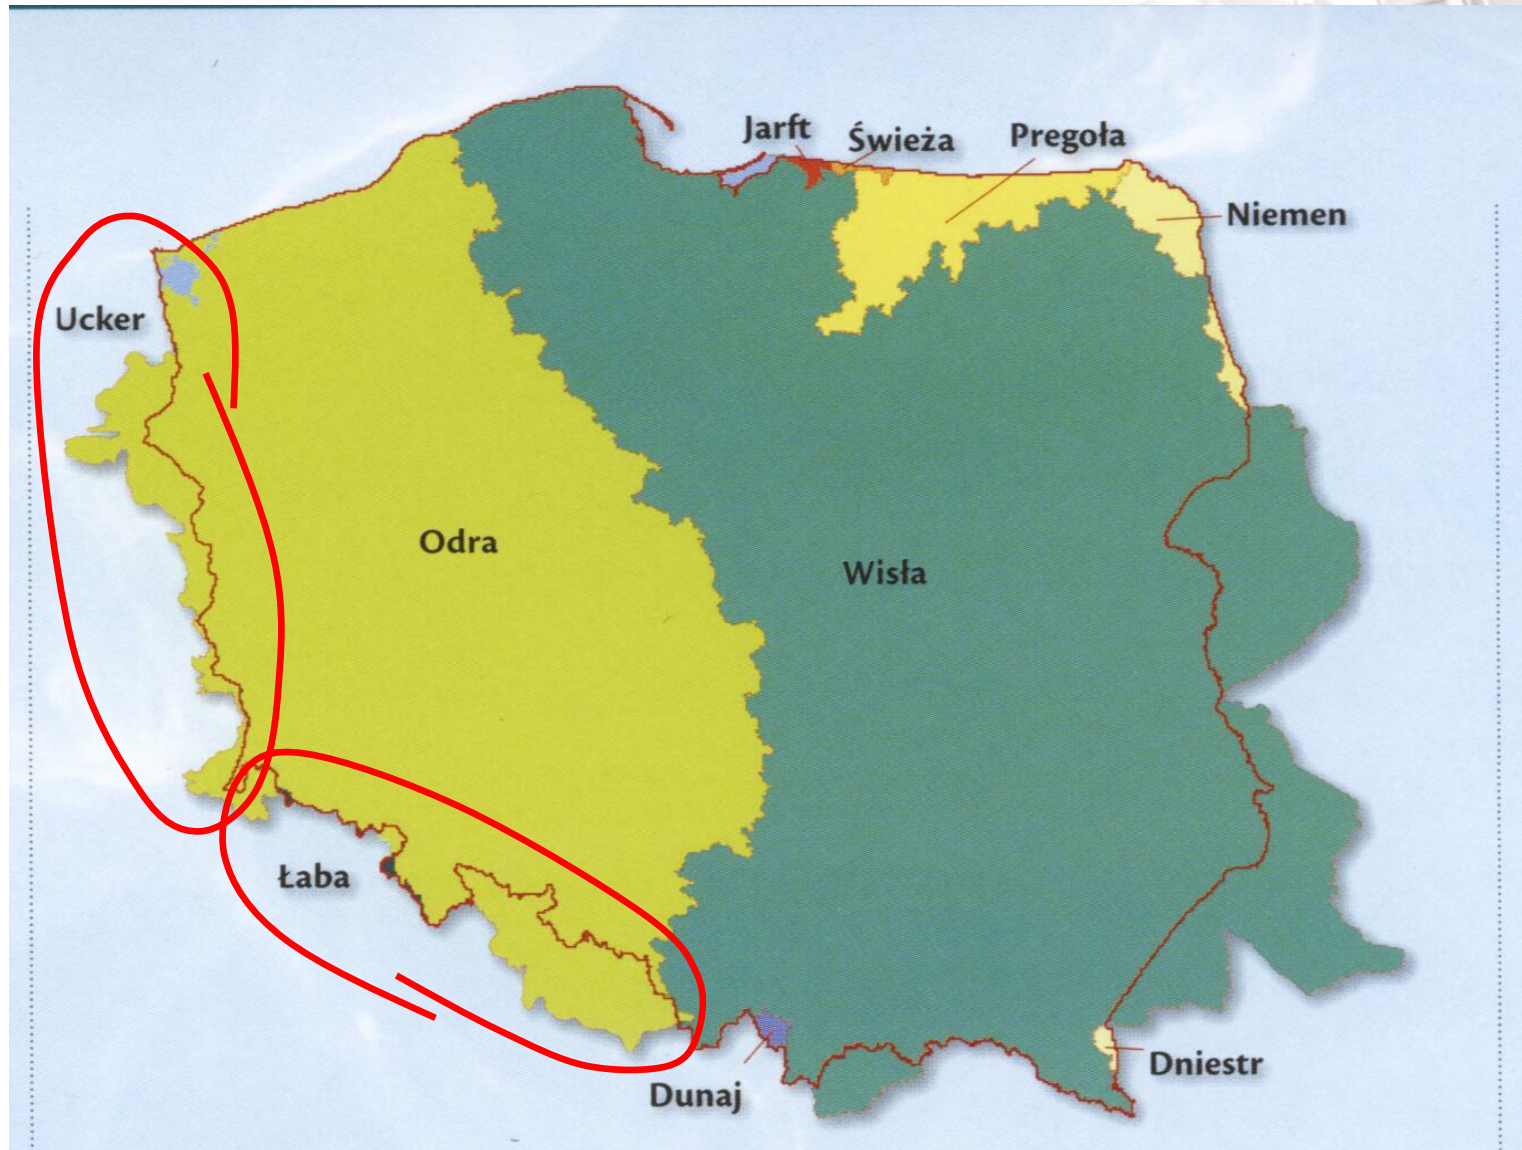 Jarft
Świeża
Pregoła
Niemen
Ucker
Odra
Wisła
Łaba
Dniestr
Dunaj